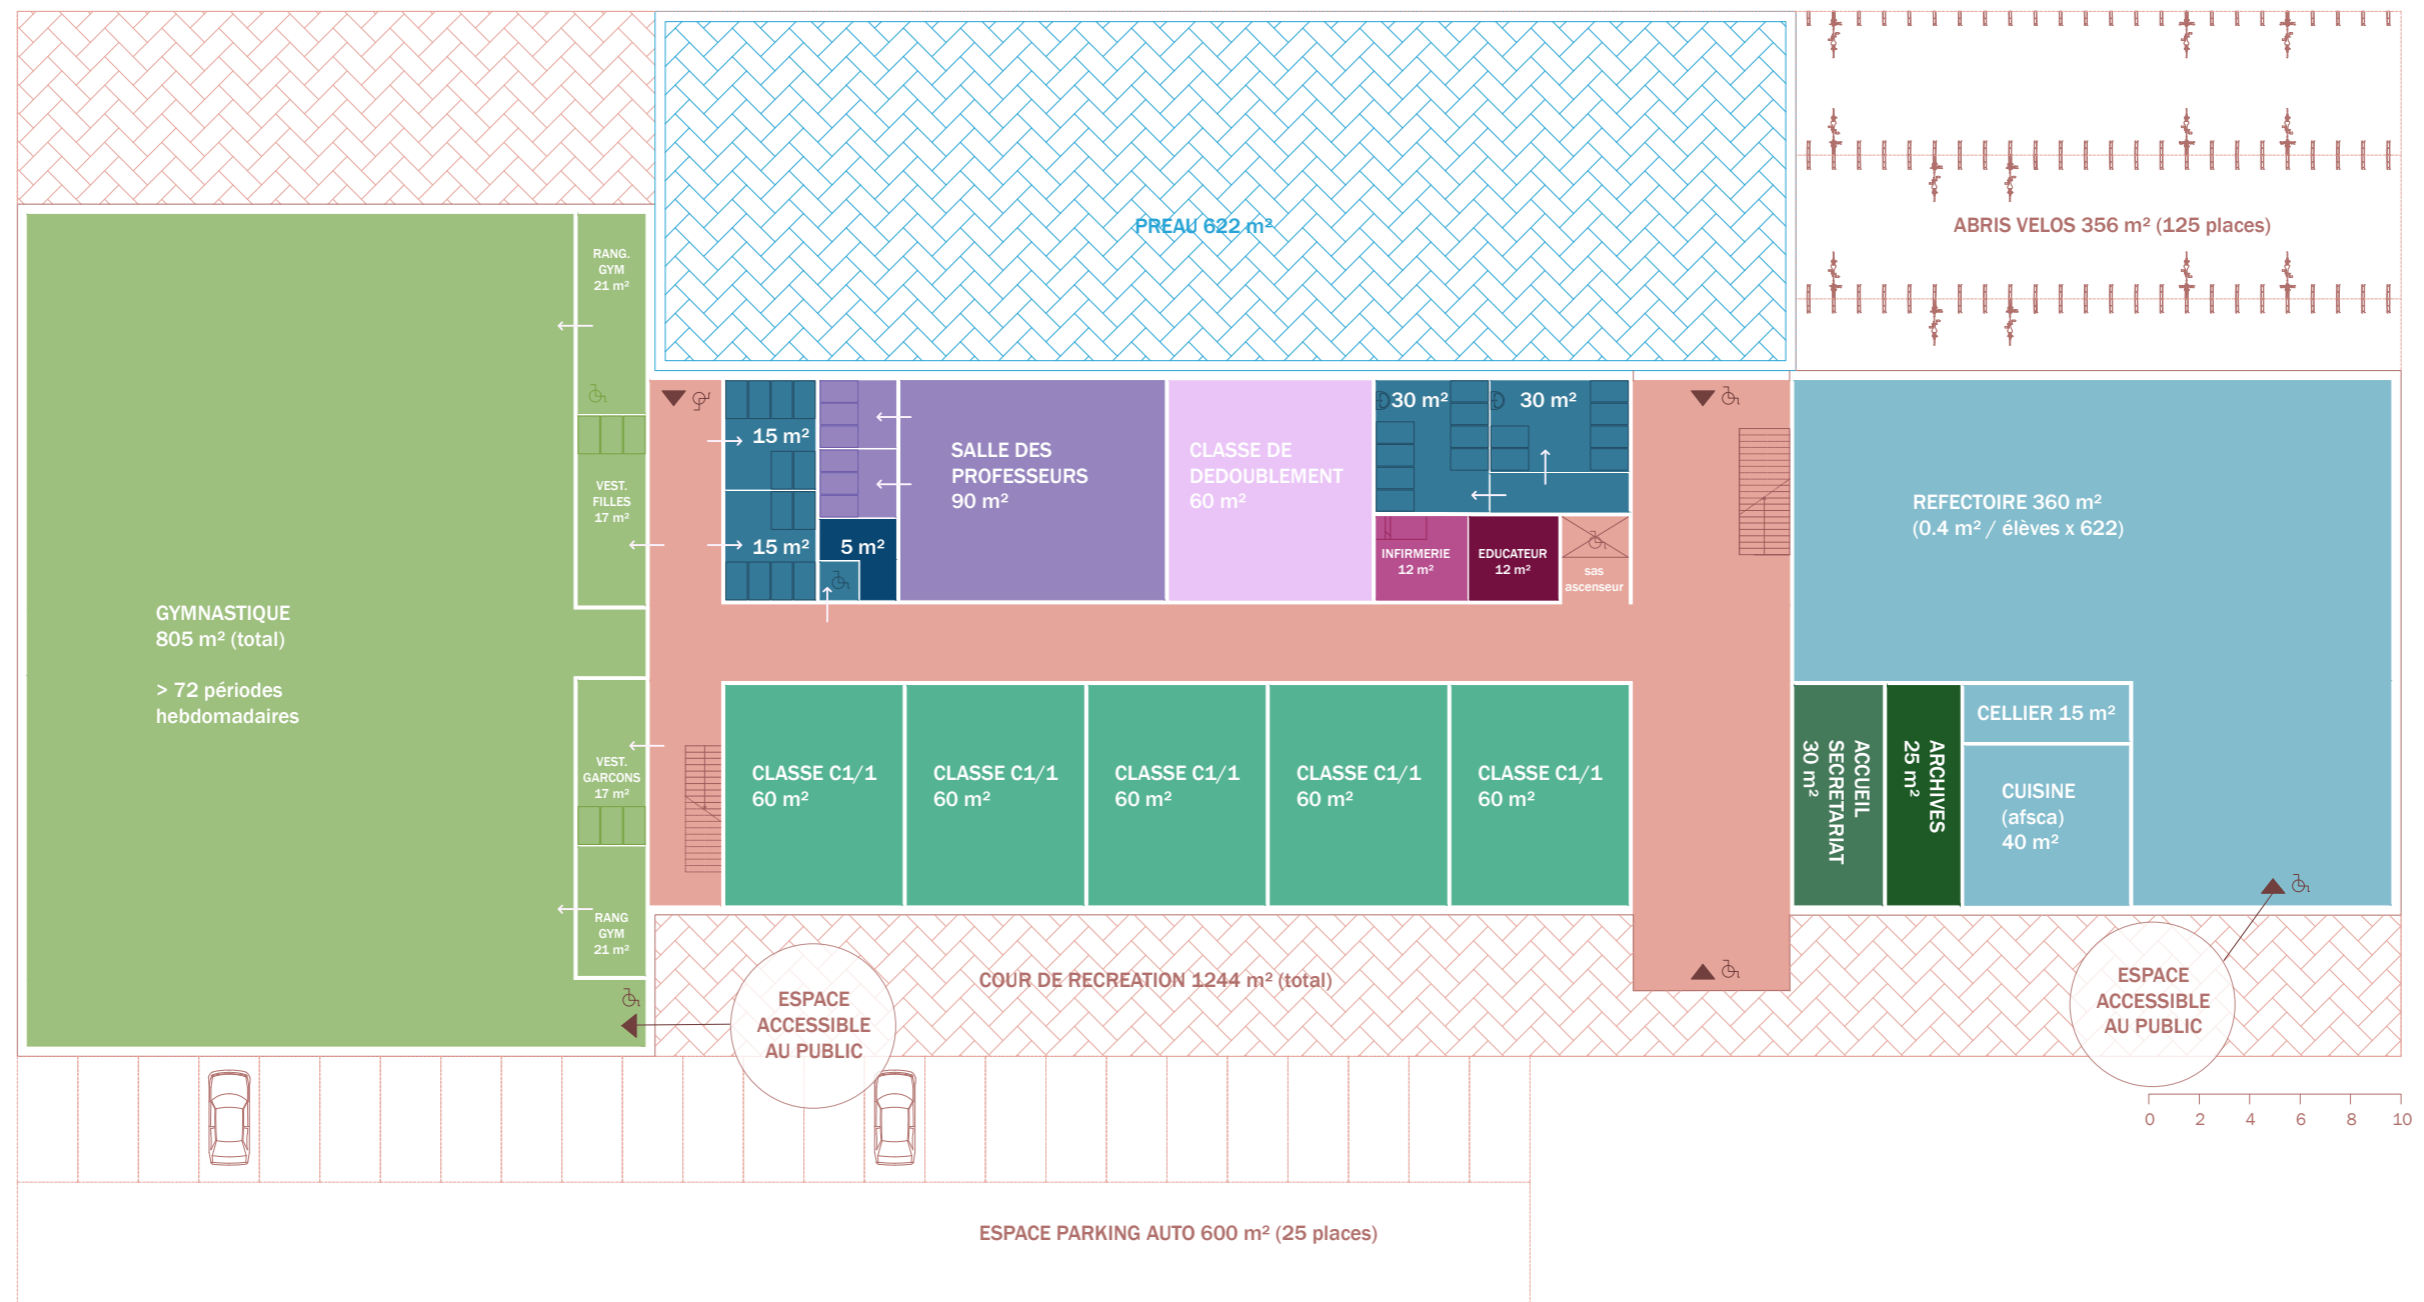 PREAU 622 m²
ABRIS VELOS 356 m² (125 places)
RANG.
GYM
21 m²
VEST.
FILLES
17 m²
GYMNASTIQUE
805 m² (total)
> 72 périodes
hebdomadaires
VEST.
GARCONS
17 m²
RANG
GYM
21 m²
15 m²
15 m²
5 m²
SALLE DES
PROFESSEURS
90 m²
CLASSE DE
DEDOUBLEMENT
60 m²
30 m²
30 m²
INFIRMERIE
12 m²
EDUCATEUR
12 m²
sas
ascenseur
REFECTOIRE 360 m²
(0.4 m² / élèves x 622)
CLASSE C1/1
60 m²
CLASSE C1/1
60 m²
CLASSE C1/1
60 m²
CLASSE C1/1
60 m²
CLASSE C1/1
60 m²
ACCUEIL
SECRETARIAT
30 m²
ARCHIVES
25 m²
CELLIER 15 m²
CUISINE
(afsca)
40 m²
COUR DE RECREATION 1244 m² (total)
ESPACE
ACCESSIBLE
AU PUBLIC
ESPACE
ACCESSIBLE
AU PUBLIC
0 2 4 6 8 10
ESPACE PARKING AUTO 600 m² (25 places)